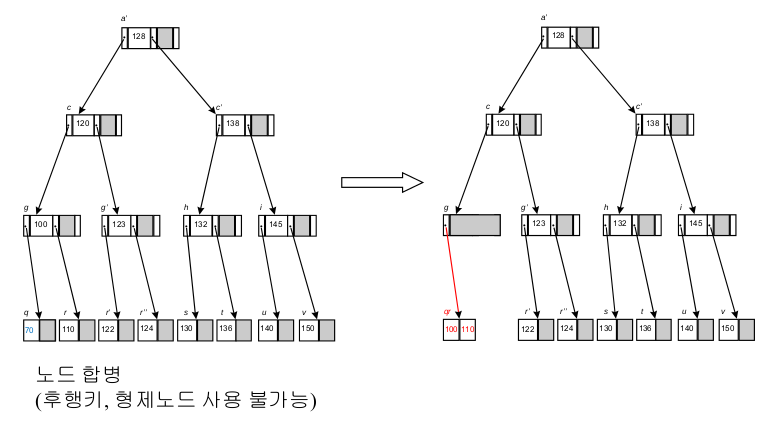 a' a'
128 128
c c' c c'
120 138 120 138
g g' h i g g' h i
100 123 132 145 123 132 145
q r r' r'' s t u v qr r' r'' s t u v
70 110 122 124 130 136 140 150 100 110 122 124 130 136 140 150
노드 합병
(후행키, 형제노드 사용 불가능)